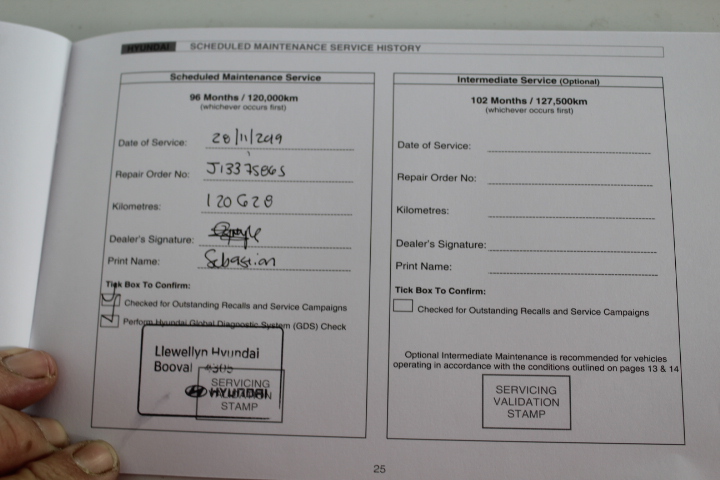 HYUNDAI SCHEDULED MAINTENANCE SERVICE HISTORY
Scheduled Maintenance Service
96 Months / 120,000km
(whichever occurs first)
Date of Service: 28/11/2019
Repair Order No:
Kilometres: 120628
Dealer's Signature:
Print Name: Sebastian
Tick Box To Confirm:
Checked for Outstanding Recalls and Service Campaigns
Perform Hyundai Global Diagnostic System (GDS) Check
Llewellyn Hyundai
Booval
HYUNDAI
SERVICING
VALIDATION
STAMP
Intermediate Service (Optional)
102 Months / 127,500km
(whichever occurs first)
Date of Service:
Repair Order No:
Kilometres:
Dealer's Signature:
Print Name:
Tick Box To Confirm:
Checked for Outstanding Recalls and Service Campaigns
Optional Intermediate Maintenance is recommended for vehicles
operating in accordance with the conditions outlined on pages 13 & 14
SERVICING
VALIDATION
STAMP
25